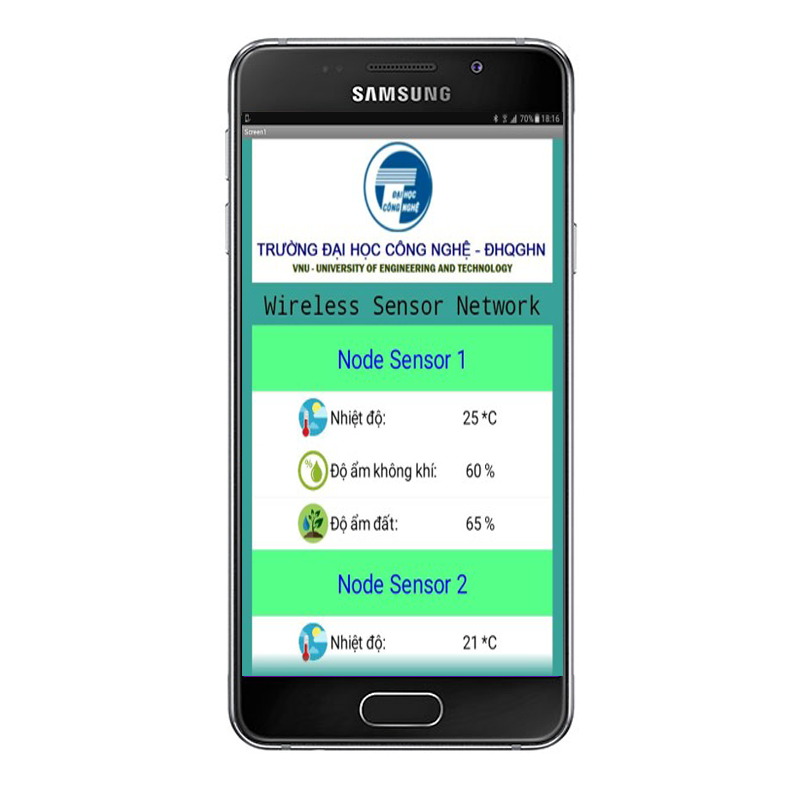 SAMSUNG
70% 18:16
Screen1
ĐẠI HỌC
CÔNG NGHỆ
TRƯỜNG ĐẠI HỌC CÔNG NGHỆ - ĐHQGHN
VNU - UNIVERSITY OF ENGINEERING AND TECHNOLOGY
Wireless Sensor Network
Node Sensor 1
Nhiệt độ: 25 *C
Độ ẩm không khí: 60 %
Độ ẩm đất: 65 %
Node Sensor 2
Nhiệt độ: 21 *C